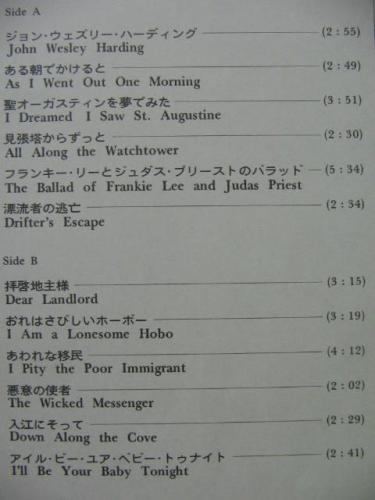 Side A
ジョン・ウェズリー・ハーディング (2:55)
John Wesley Harding
ある朝でかけると (2:49)
As I Went Out One Morning
聖オーガスティンを夢でみた (3:51)
I Dreamed I Saw St. Augustine
見張塔からずっと (2:30)
All Along the Watchtower
フランキー・リーとジュダス・プリーストのバラッド (5:34)
The Ballad of Frankie Lee and Judas Priest
漂流者の逃亡 (2:34)
Drifter's Escape
Side B
拝啓地主様 (3:15)
Dear Landlord
おれはさびしいホーボー (3:19)
I Am a Lonesome Hobo
あわれな移民 (4:12)
I Pity the Poor Immigrant
悪意の使者 (2:02)
The Wicked Messenger
入江にそって (2:29)
Down Along the Cove
アイル・ビー・ユア・ベビー・トゥナイト (2:41)
I'll Be Your Baby Tonight